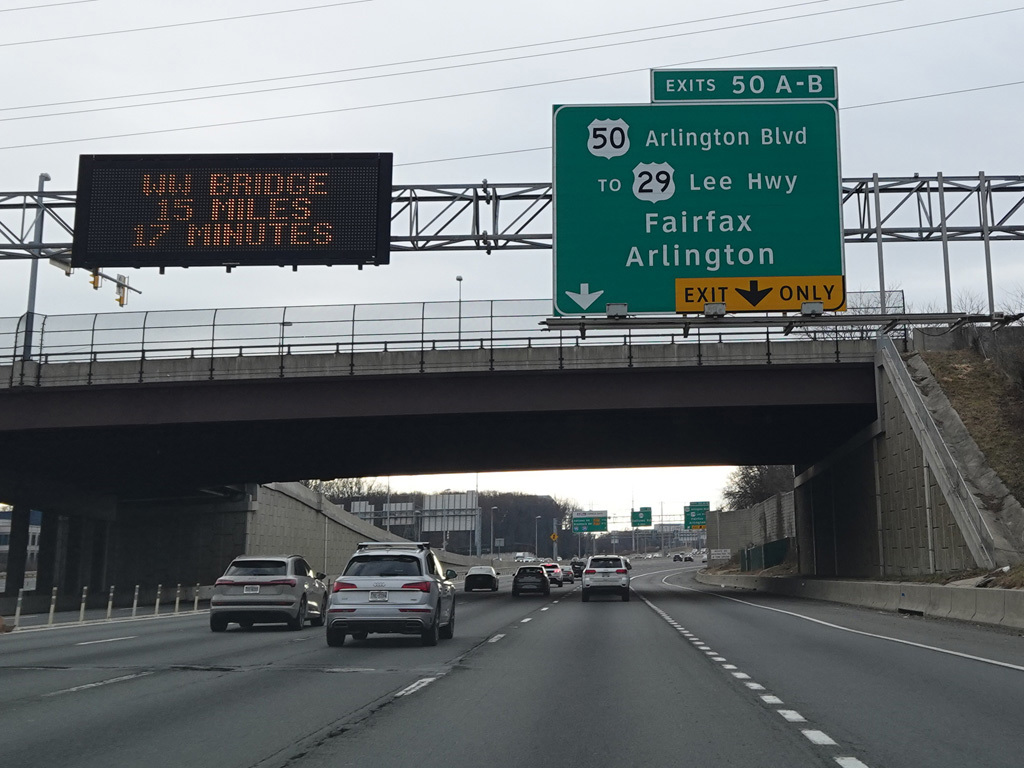 WW BRIDGE
15 MILES
17 MINUTES
EXITS 50 A-B
50 Arlington Blvd
TO 29 Lee Hwy
Fairfax
Arlington
EXIT ONLY